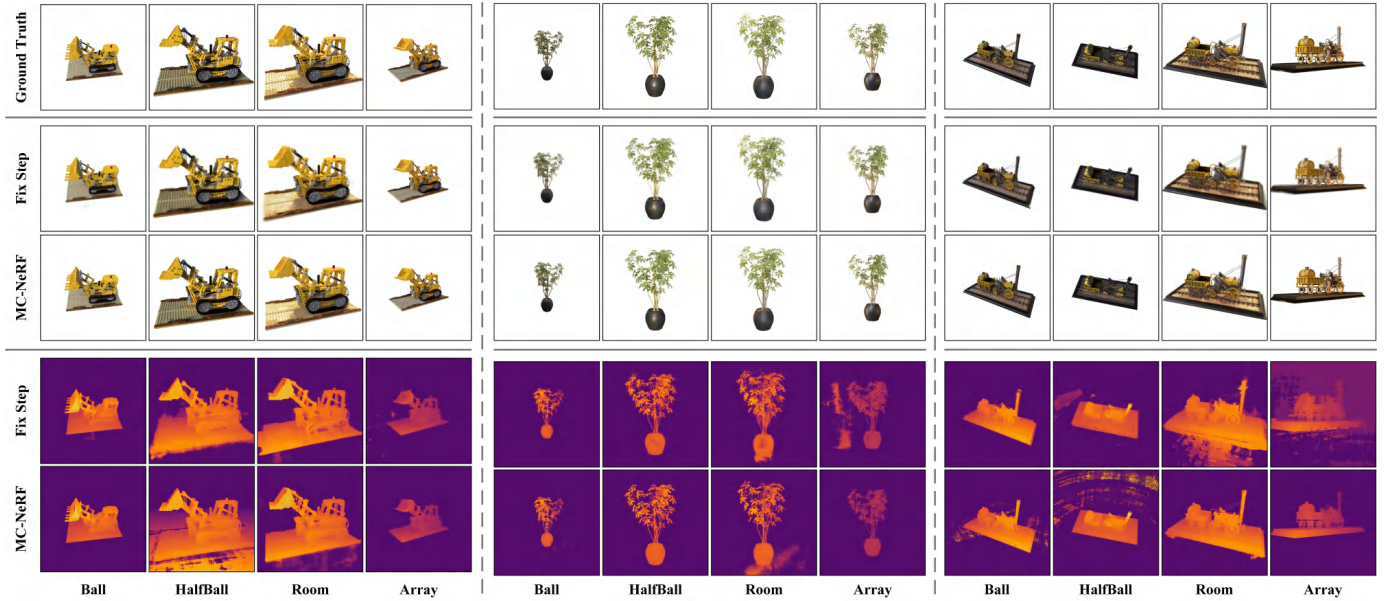 Ground Truth
Fix Step
MC-NeRF
Fix Step
MC-NeRF
Ball HalfBall Room Array Ball HalfBall Room Array Ball HalfBall Room Array